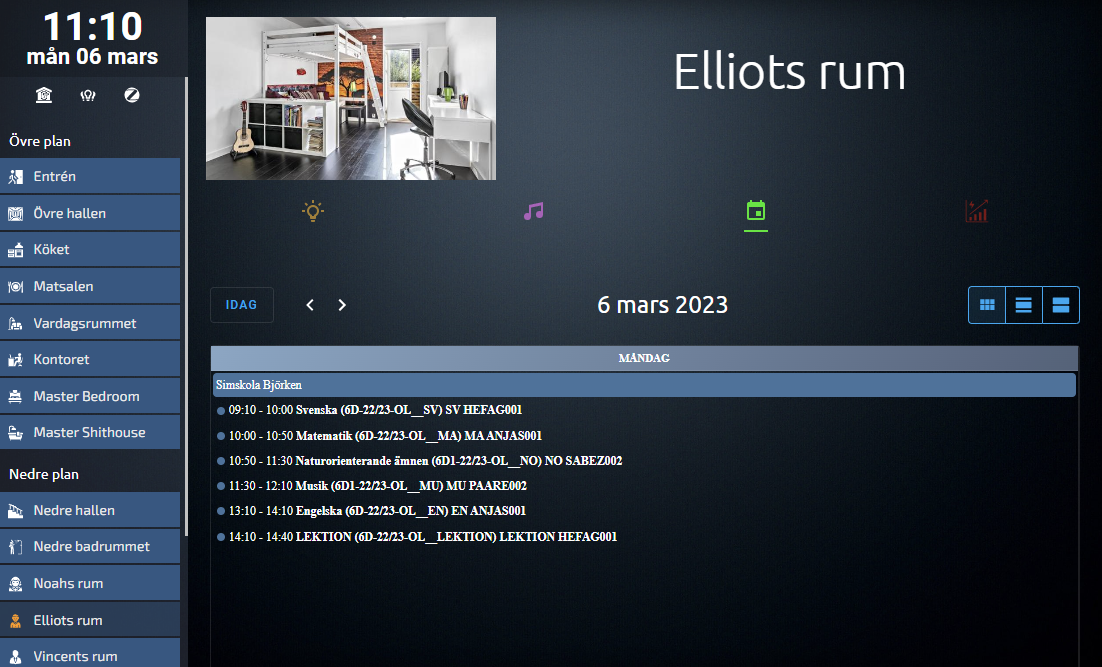 11:10
mån 06 mars
Övre plan
Entrén
Övre hallen
Köket
Matsalen
Vardagsrummet
Kontoret
Master Bedroom
Master Shithouse
Nedre plan
Nedre hallen
Nedre badrummet
Noahs rum
Elliots rum
Vincents rum
Elliots rum
IDAG
6 mars 2023
MÅNDAG
Simskola Björken
09:10 - 10:00 Svenska (6D-22/23-OL__SV) SV HEFAG001
10:00 - 10:50 Matematik (6D-22/23-OL__MA) MA ANJAS001
10:50 - 11:30 Naturorienterande ämnen (6D1-22/23-OL__NO) NO SABEZ002
11:30 - 12:10 Musik (6D1-22/23-OL__MU) MU PAARE002
13:10 - 14:10 Engelska (6D-22/23-OL__EN) EN ANJAS001
14:10 - 14:40 LEKTION (6D-22/23-OL__LEKTION) LEKTION HEFAG001